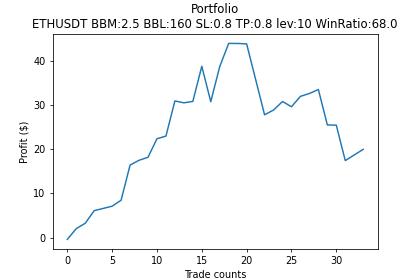 Portfolio
ETHUSDT BBM:2.5 BBL:160 SL:0.8 TP:0.8 lev:10 WinRatio:68.0
Profit ($)
40
30
20
10
0
0 5 10 15 20 25 30
Trade counts